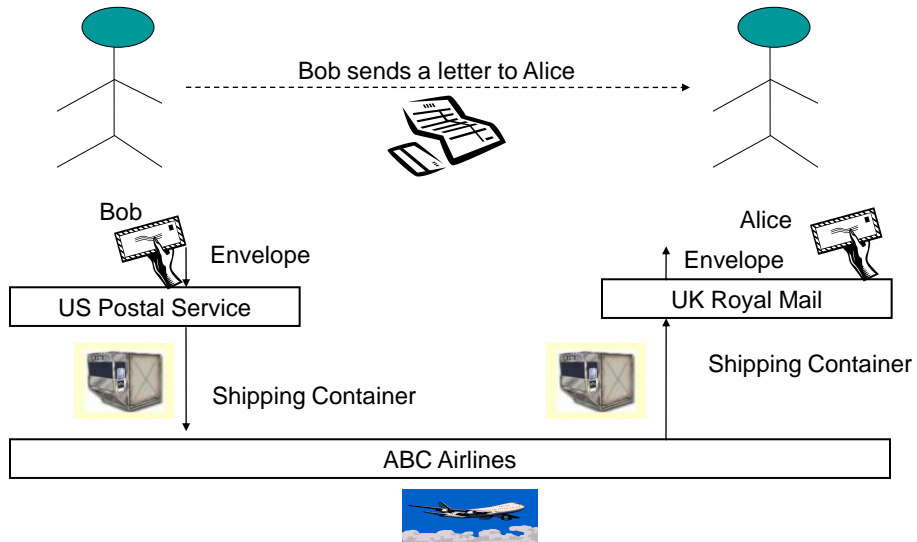 Bob sends a letter to Alice
Bob
Alice
Envelope
Envelope
US Postal Service
UK Royal Mail
Shipping Container
Shipping Container
ABC Airlines